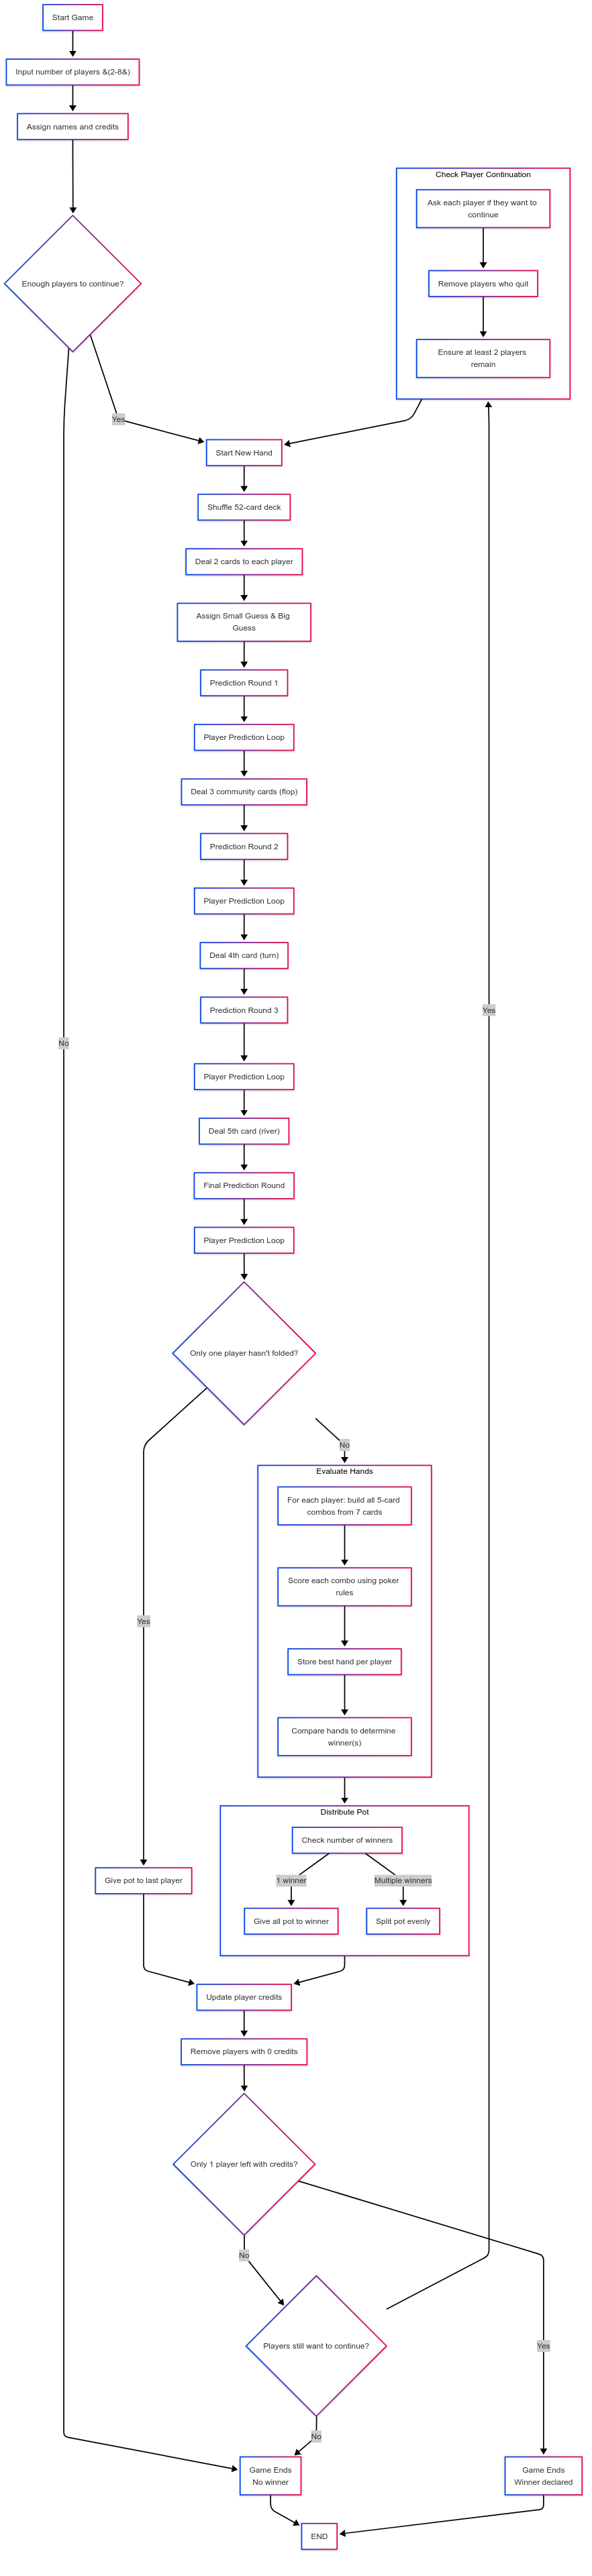 Start Game
Input number of players &(2-8&)
Assign names and credits
Enough players to continue?
Check Player Continuation
Ask each player if they want to
continue
Remove players who quit
Ensure at least 2 players
remain
Yes
Start New Hand
Shuffle 52-card deck
Deal 2 cards to each player
Assign Small Guess & Big
Guess
Prediction Round 1
Player Prediction Loop
Deal 3 community cards (flop)
Prediction Round 2
Player Prediction Loop
Deal 4th card (turn)
Prediction Round 3
Yes
No
Player Prediction Loop
Deal 5th card (river)
Final Prediction Round
Player Prediction Loop
Only one player hasn't folded?
No
Evaluate Hands
For each player: build all 5-card
combos from 7 cards
Score each combo using poker
rules
Yes
Store best hand per player
Compare hands to determine
winner(s)
Distribute Pot
Check number of winners
1 winner
Multiple winners
Give pot to last player
Give all pot to winner
Split pot evenly
Update player credits
Remove players with 0 credits
Only 1 player left with credits?
No
Players still want to continue?
Yes
No
Game Ends
No winner
Game Ends
Winner declared
END